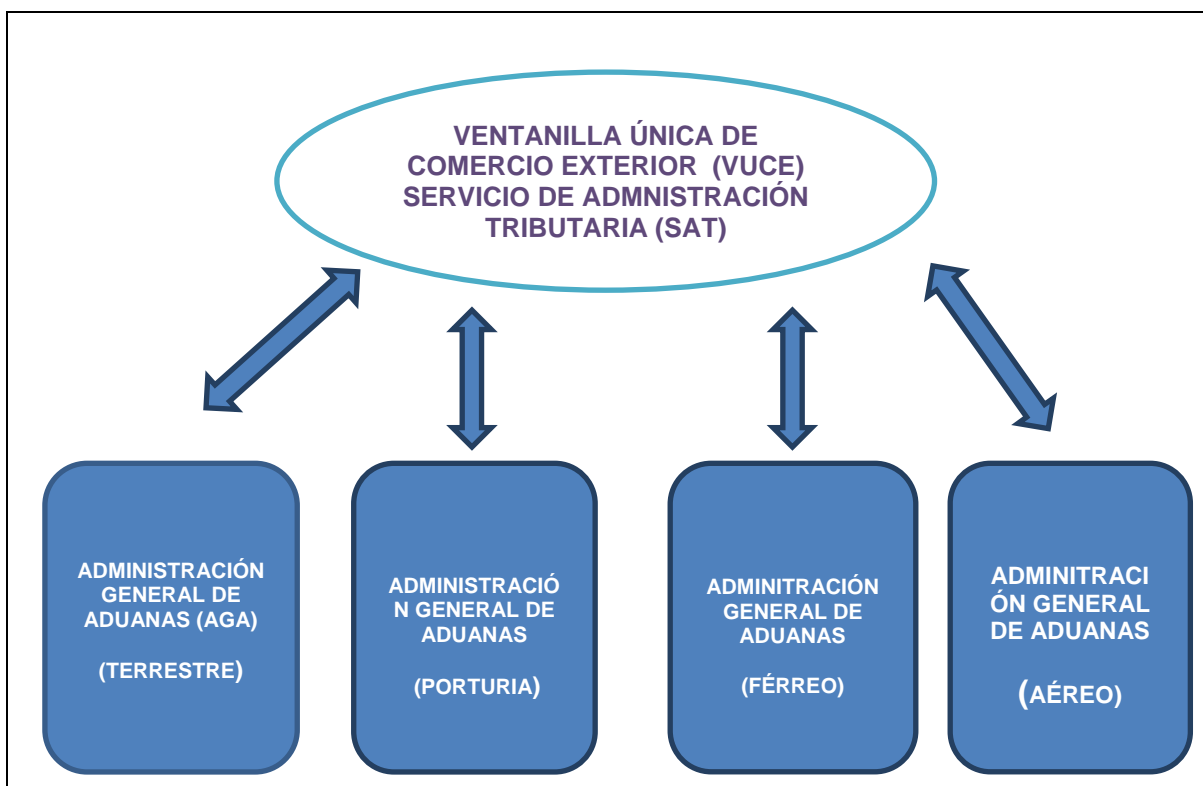 VENTANILLA ÚNICA DE
COMERCIO EXTERIOR (VUCE)
SERVICIO DE ADMNISTRACIÓN
TRIBUTARIA (SAT)
ADMINISTRACIÓN
GENERAL DE
ADUANAS (AGA)
(TERRESTRE)
ADMINISTRACIÓ
N GENERAL DE
ADUANAS
(PORTURIA)
ADMINITRACIÓN
GENERAL DE
ADUANAS
(FÉRREO)
ADMINITRACI
ÓN GENERAL
DE ADUANAS
(AÉREO)